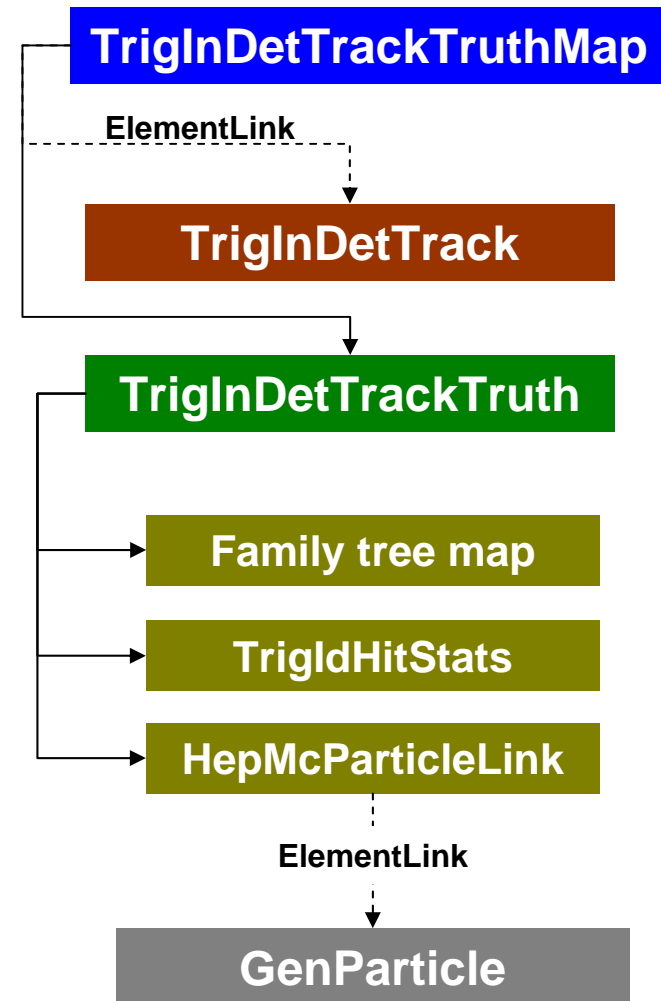 TrigInDetTrackTruthMap
ElementLink
TrigInDetTrack
TrigInDetTrackTruth
Family tree map
TrigIdHitStats
HepMcParticleLink
ElementLink
GenParticle